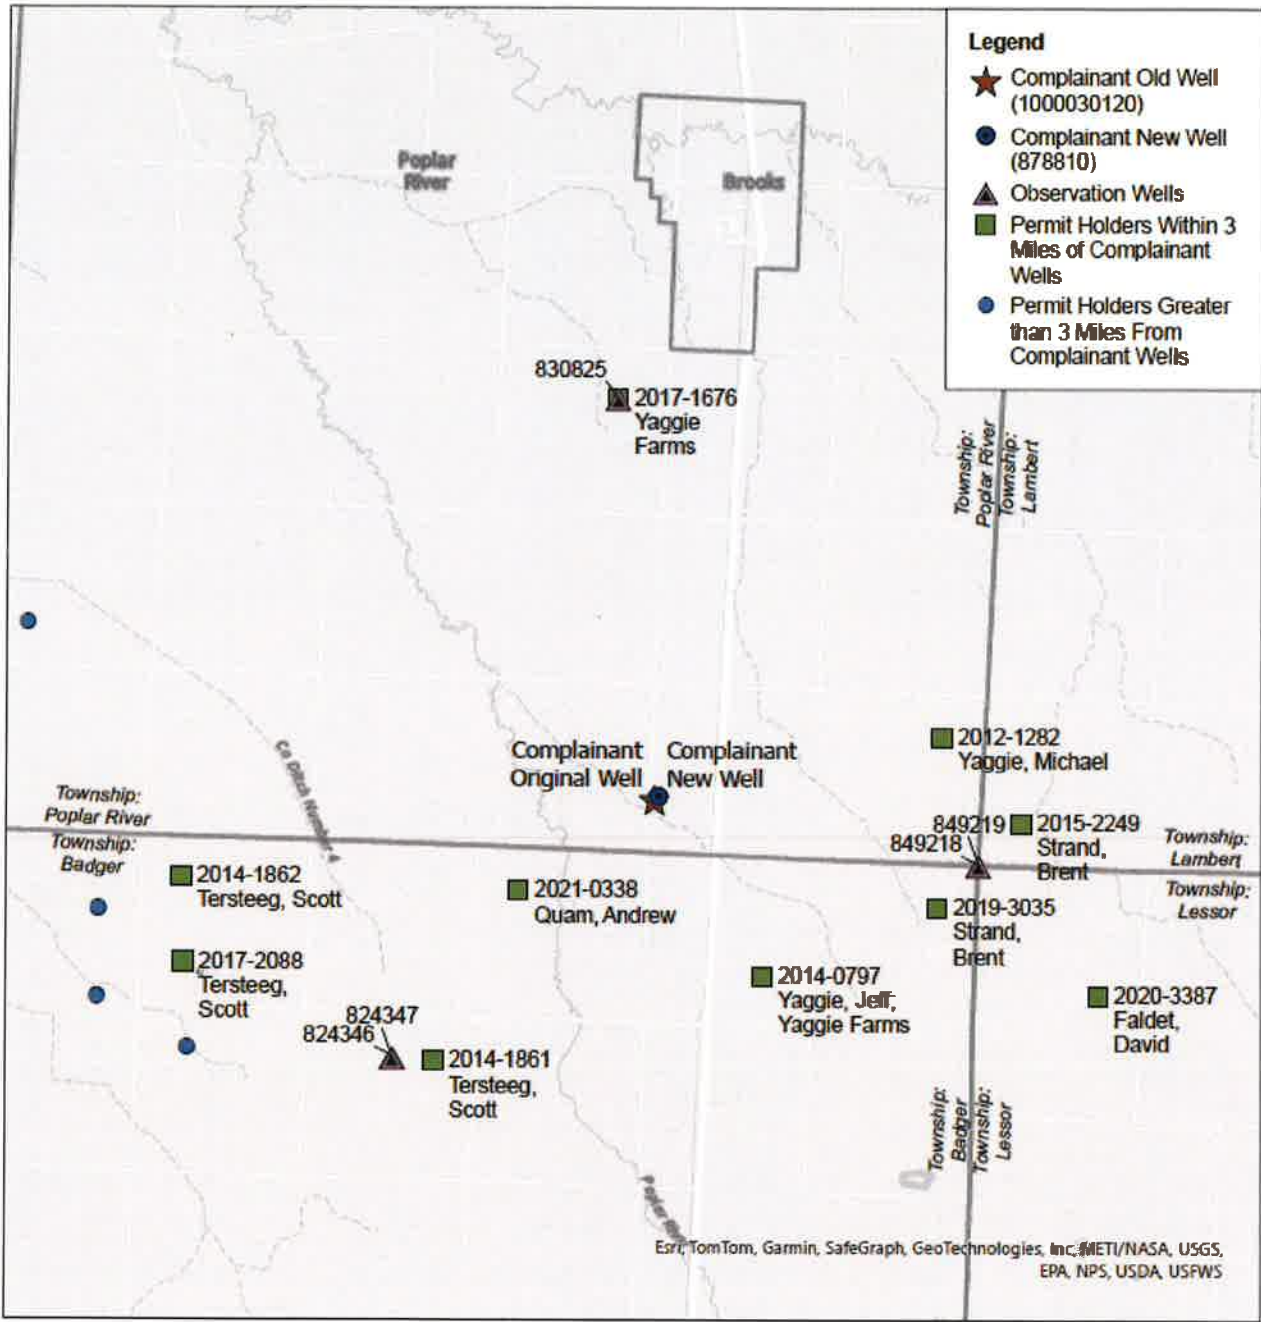 Legend
Complainant Old Well
(1000030120)
Complainant New Well
(878810)
Observation Wells
Permit Holders Within 3
Miles of Complainant
Wells
Permit Holders Greater
than 3 Miles From
Complainant Wells
Poplar
River
Brooks
830825
2017-1676
Yaggie
Farms
Township:
Poplar River
Township:
Lambert
Co Ditch Number 4
Complainant
Original Well
Complainant
New Well
2012-1282
Yaggie, Michael
Township:
Poplar River
Township:
Badger
849219
849218
2015-2249
Strand,
Brent
Township:
Lambert
Township:
Lessor
2014-1862
Tersteeg, Scott
2021-0338
Quam, Andrew
2019-3035
Strand,
Brent
2017-2088
Tersteeg,
Scott
2014-0797
Yaggie, Jeff;
Yaggie Farms
2020-3387
Faldet,
David
824347
824346
2014-1861
Tersteeg,
Scott
Township:
Badger
Township:
Lessor
Poplar
Esri, TomTom, Garmin, SafeGraph, GeoTechnologies, Inc, METI/NASA, USGS,
EPA, NPS, USDA, USFWS